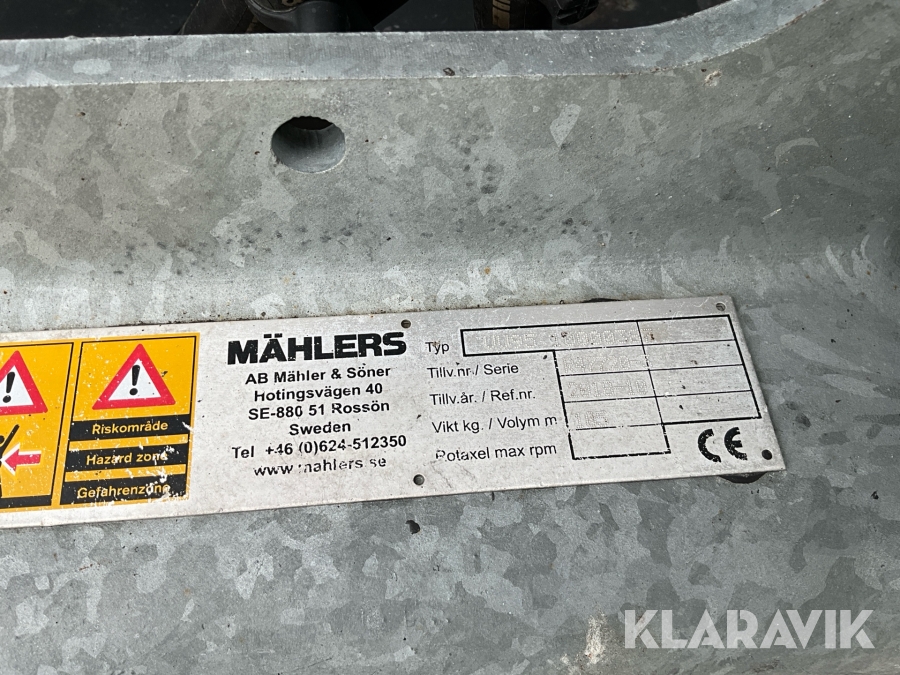 Riskområde
Hazard zone
Gefahrenzone
MÄHLERS
AB Mähler & Söner
Hotingsvägen 40
SE-880 51 Rossön
Sweden
Tel +46 (0)624-512350
www.mahlers.se
Typ
Tillv.nr / Serie
Tillv.år. / Ref.nr.
Vikt kg. / Volym m
Rotaxel max rpm
CE
KLARAVIK